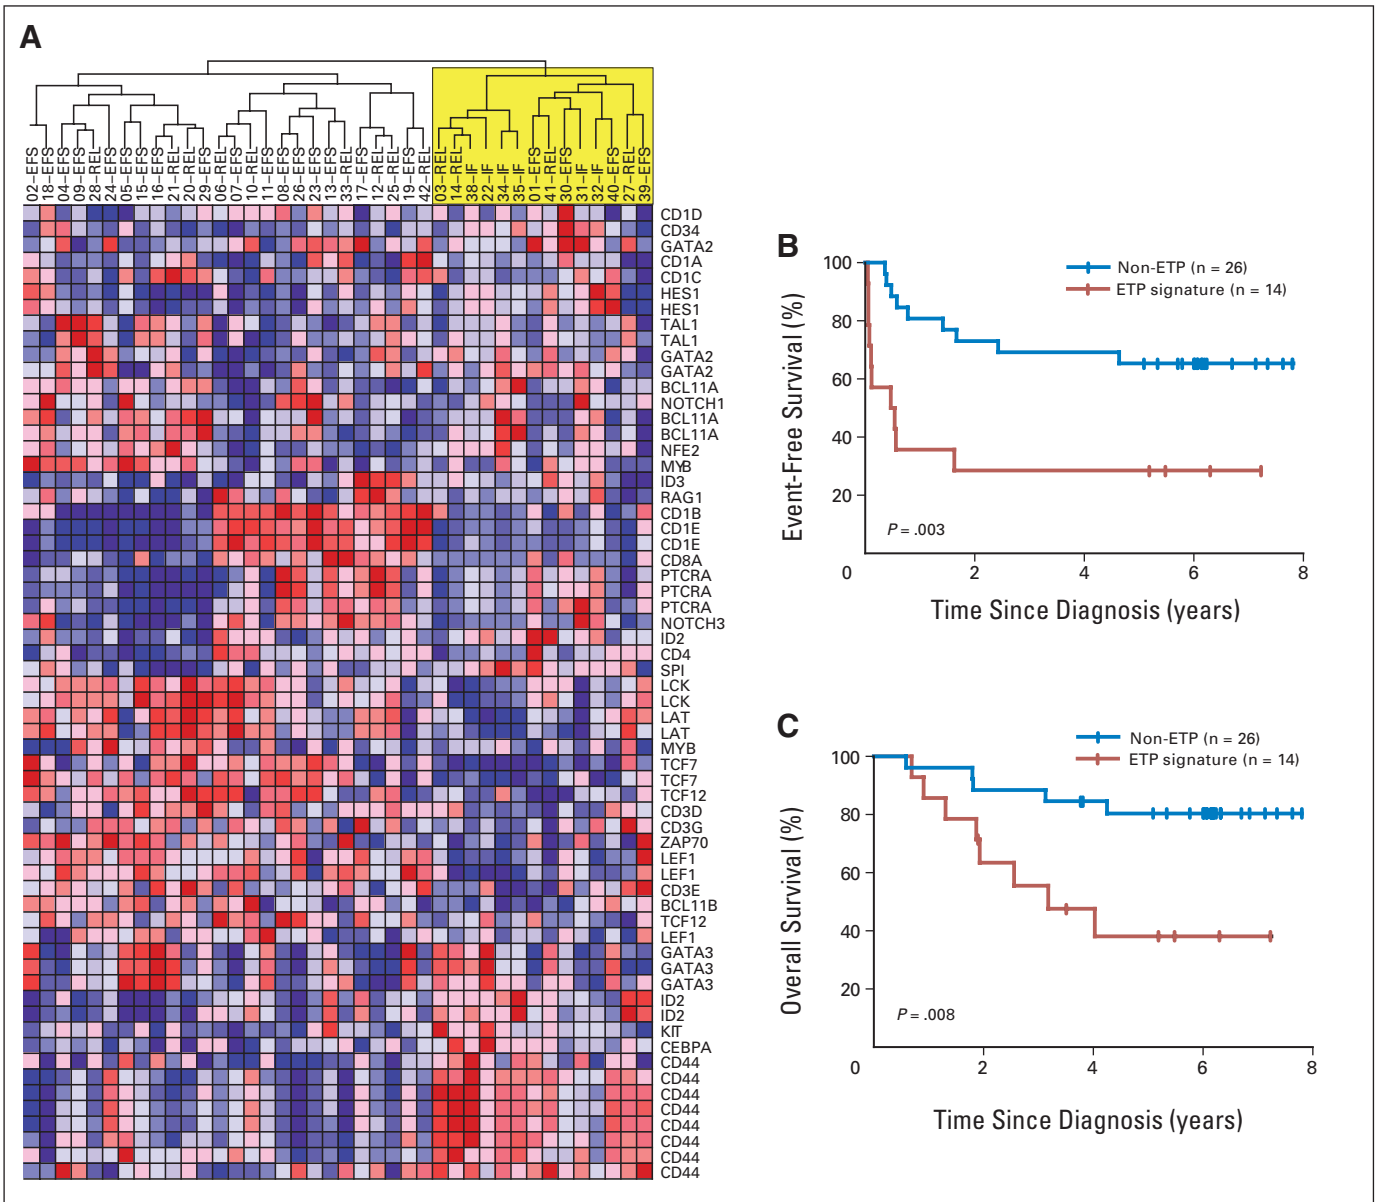 A
02–EFS
18–EFS
04–EFS
09–EFS
28–REL
24–EFS
05–EFS
15–EFS
16–EFS
21–REL
20–REL
29–EFS
06–REL
07–EFS
10–REL
11–EFS
08–EFS
26–EFS
23–EFS
13–EFS
33–REL
17–EFS
12–REL
25–REL
19–EFS
42–REL
03–REL
14–REL
38–IF
22–IF
34–IF
35–IF
01–EFS
41–REL
30–EFS
31–IF
32–IF
40–EFS
27–REL
39–EFS
CD1D
CD34
GATA2
CD1A
CD1C
HES1
HES1
TAL1
TAL1
GATA2
GATA2
BCL11A
NOTCH1
BCL11A
BCL11A
NFE2
MYB
ID3
RAG1
CD1B
CD1E
CD1E
CD8A
PTCRA
PTCRA
PTCRA
NOTCH3
ID2
CD4
SPI
LCK
LCK
LAT
LAT
MYB
TCF7
TCF7
TCF12
CD3D
CD3G
ZAP70
LEF1
LEF1
CD3E
BCL11B
TCF12
LEF1
GATA3
GATA3
GATA3
ID2
ID2
KIT
CEBPA
CD44
CD44
CD44
CD44
CD44
CD44
CD44
CD44
B
Event-Free Survival (%)
100
80
60
40
20
0
2
4
6
8
Non-ETP (n = 26)
ETP signature (n = 14)
P = .003
Time Since Diagnosis (years)
C
Overall Survival (%)
100
80
60
40
20
0
2
4
6
8
Non-ETP (n = 26)
ETP signature (n = 14)
P = .008
Time Since Diagnosis (years)